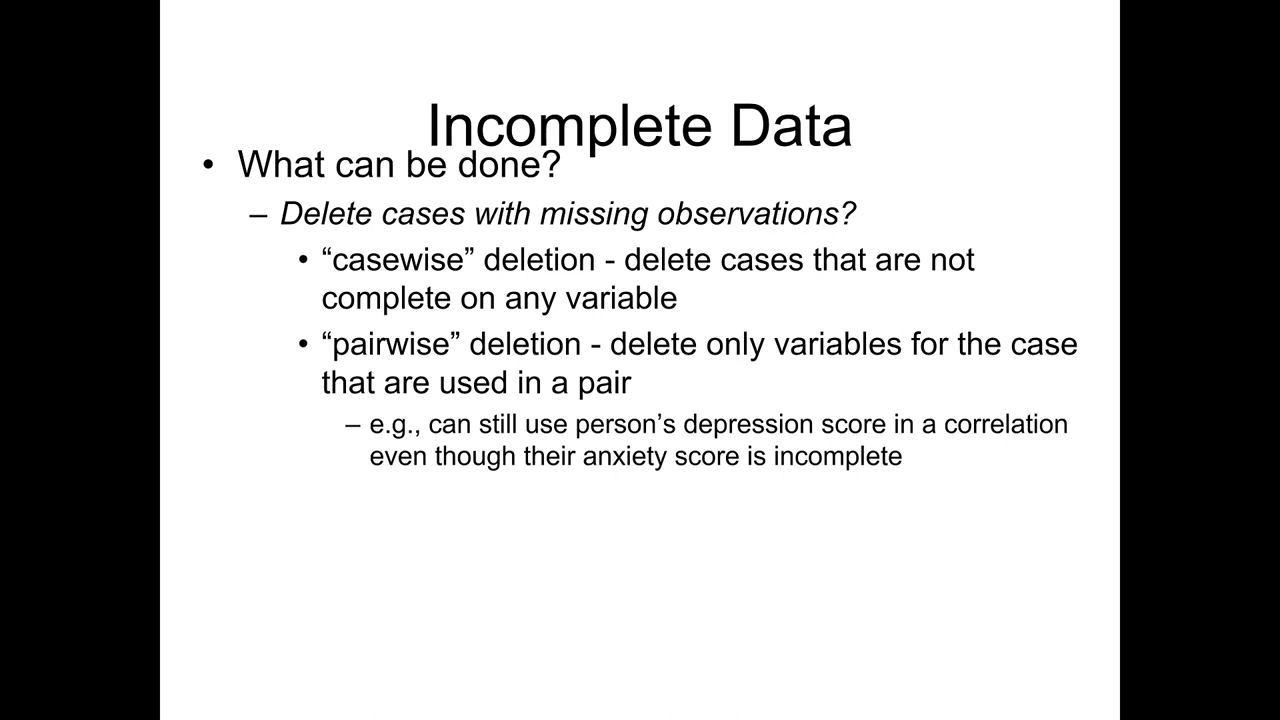 Incomplete Data
• What can be done?
– Delete cases with missing observations?
• “casewise” deletion - delete cases that are not
complete on any variable
• “pairwise” deletion - delete only variables for the case
that are used in a pair
– e.g., can still use person’s depression score in a correlation
even though their anxiety score is incomplete